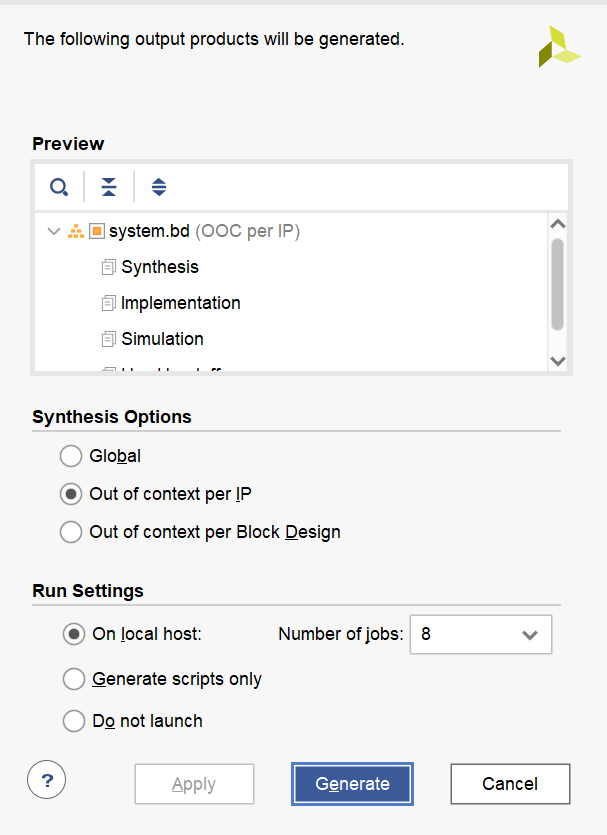 The following output products will be generated.
Preview
system.bd (OOC per IP)
Synthesis
Implementation
Simulation
Synthesis Options
Global
Out of context per IP
Out of context per Block Design
Run Settings
On local host: Number of jobs: 8
Generate scripts only
Do not launch
? Apply Generate Cancel